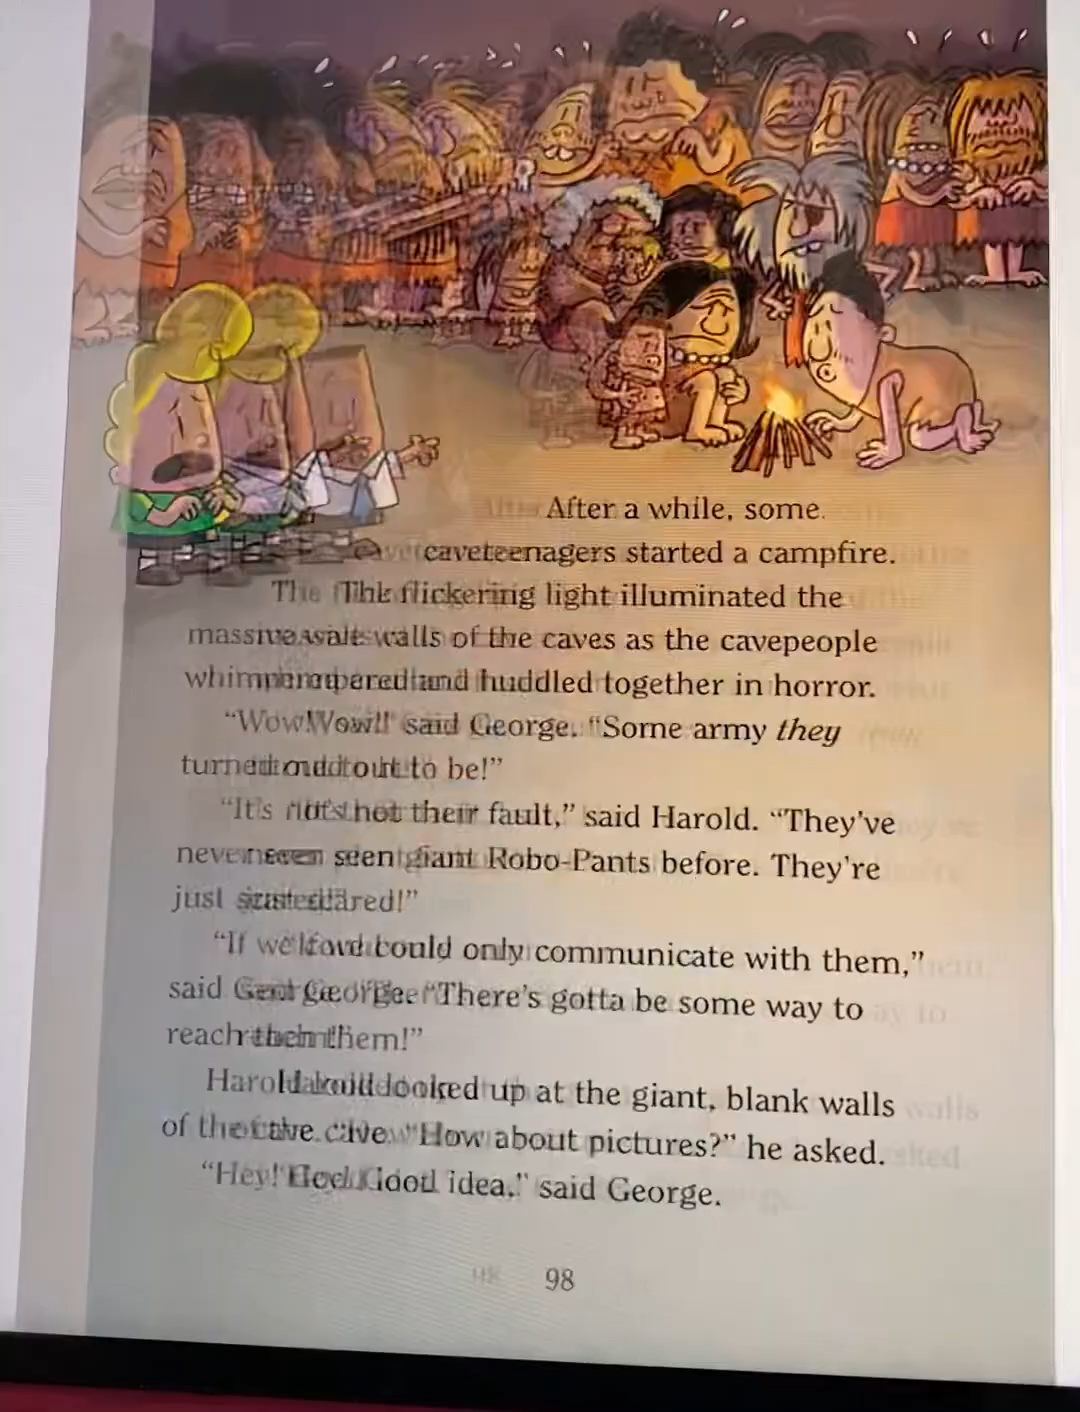 After a while, some
caveteenagers started a campfire.
The flickering light illuminated the
massive walls of the caves as the cavepeople
whimpered and huddled together in horror.
"Wow!" said George. "Some army they
turned out to be!"
"It's not their fault," said Harold. "They've
never seen giant Robo-Pants before. They're
just scared!"
"If we could only communicate with them,"
said George. "There's gotta be some way to
reach them!"
Harold looked up at the giant, blank walls
of the cave. "How about pictures?" he asked.
"Hey! Good idea," said George.
98